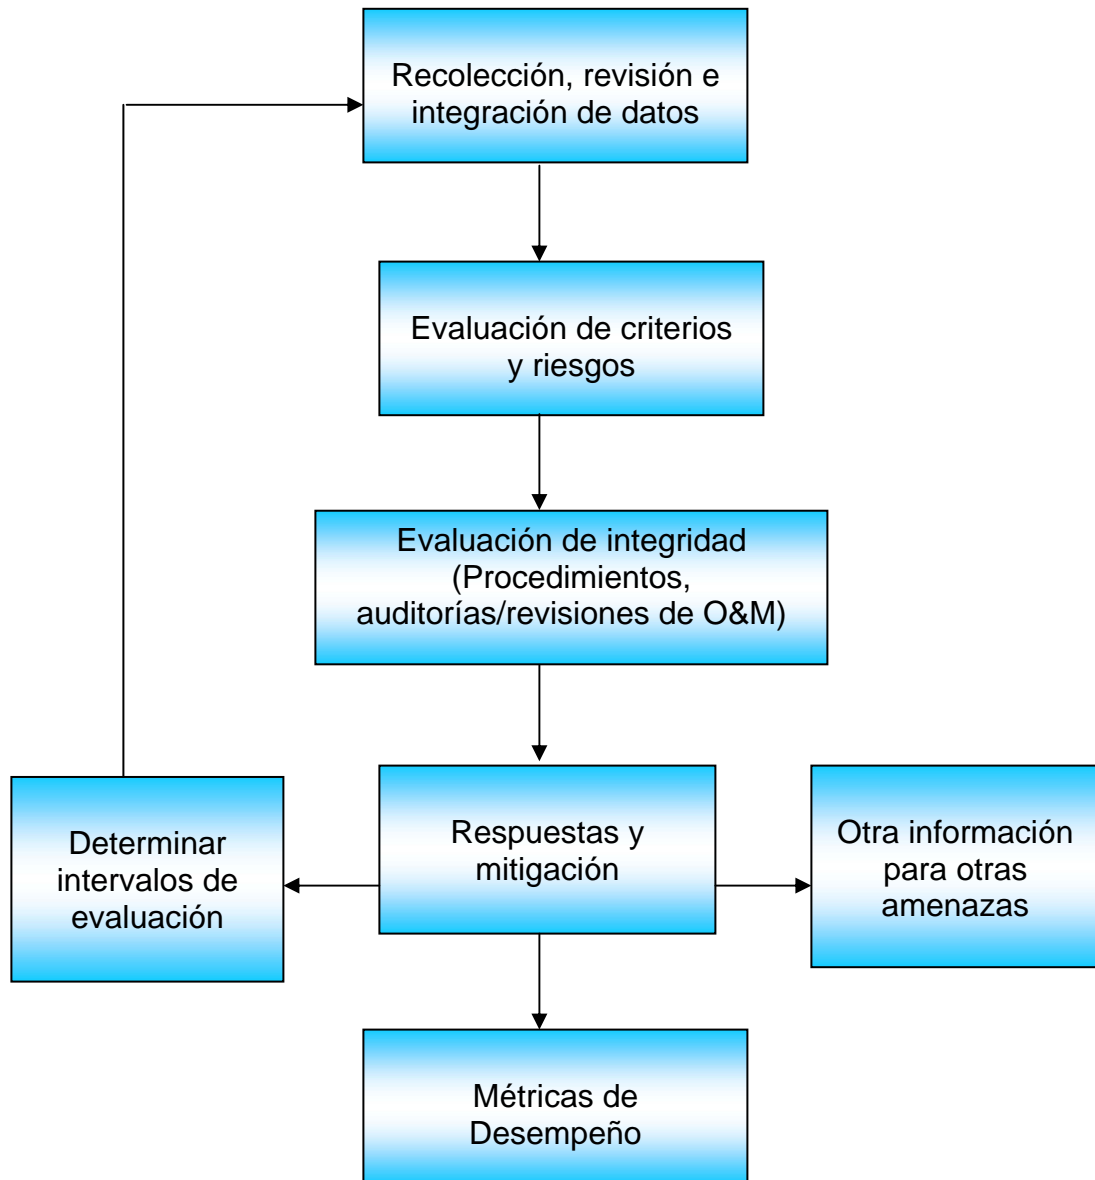 Recolección, revisión e
integración de datos
Evaluación de criterios
y riesgos
Evaluación de integridad
(Procedimientos,
auditorías/revisiones de O&M)
Determinar
intervalos de
evaluación
Respuestas y
mitigación
Otra información
para otras
amenazas
Métricas de
Desempeño